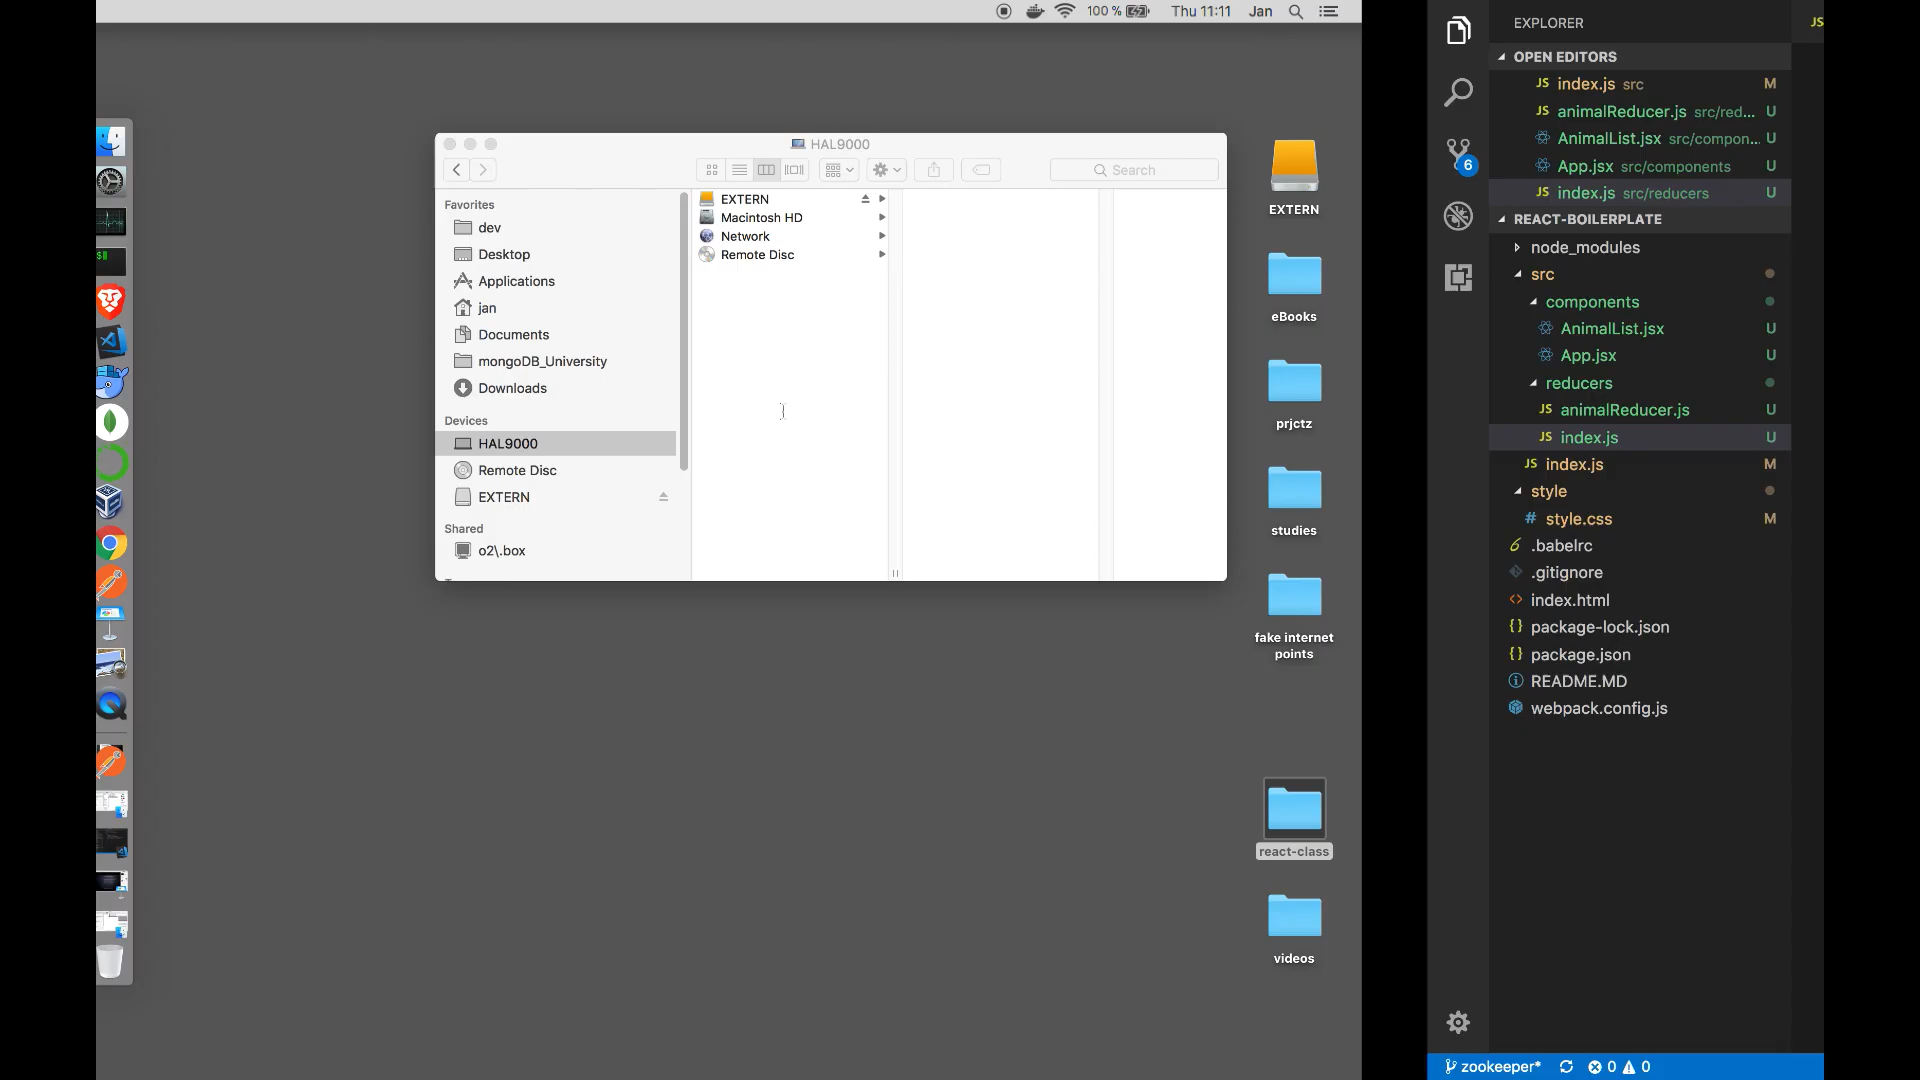 100 %
Thu 11:11
Jan
HAL9000
Search
Favorites
dev
Desktop
Applications
jan
Documents
mongoDB_University
Downloads
Devices
HAL9000
Remote Disc
EXTERN
Shared
o2\.box
EXTERN
Macintosh HD
Network
Remote Disc
EXTERN
eBooks
prjctz
studies
fake internet
points
react-class
videos
6
EXPLORER
JS
OPEN EDITORS
JS index.js src M
JS animalReducer.js src/red... U
AnimalList.jsx src/compon... U
App.jsx src/components U
JS index.js src/reducers U
REACT-BOILERPLATE
node_modules
src
components
AnimalList.jsx U
App.jsx U
reducers
JS animalReducer.js U
JS index.js U
JS index.js M
style
# style.css M
.babelrc
.gitignore
<> index.html
{} package-lock.json
{} package.json
README.MD
webpack.config.js
zookeeper* 0 0